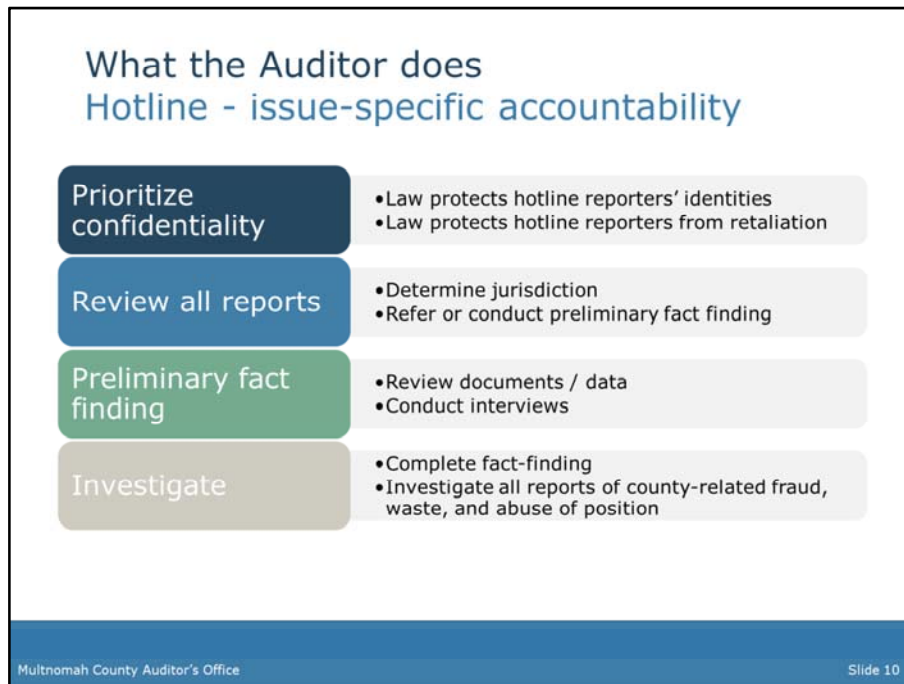 What the Auditor does
Hotline - issue-specific accountability
Prioritize
confidentiality
•Law protects hotline reporters’ identities
•Law protects hotline reporters from retaliation
Review all reports
•Determine jurisdiction
•Refer or conduct preliminary fact finding
Preliminary fact
finding
•Review documents / data
•Conduct interviews
Investigate
•Complete fact-finding
•Investigate all reports of county-related fraud,
waste, and abuse of position
Multnomah County Auditor’s Office
Slide 10